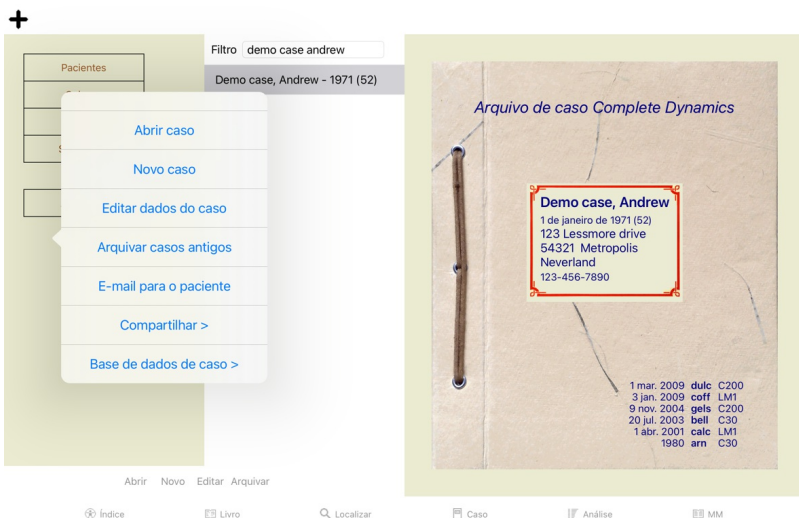 Pacientes
Filtro demo case andrew
Demo case, Andrew - 1971 (52)
Abrir caso
Novo caso
Editar dados do caso
Arquivar casos antigos
E-mail para o paciente
Compartilhar >
Base de dados de caso >
Arquivo de caso Complete Dynamics
Demo case, Andrew
1 de janeiro de 1971 (52)
123 Lessmore drive
54321 Metropolis
Neverland
123-456-7890
1 mar. 2009 dulc C200
3 jan. 2009 coff LM1
9 nov. 2004 gels C200
20 jul. 2003 bell C30
1 abr. 2001 calc LM1
1980 arn C30
Abrir Novo Editar Arquivar
Índice Livro Localizar Caso Análise MM